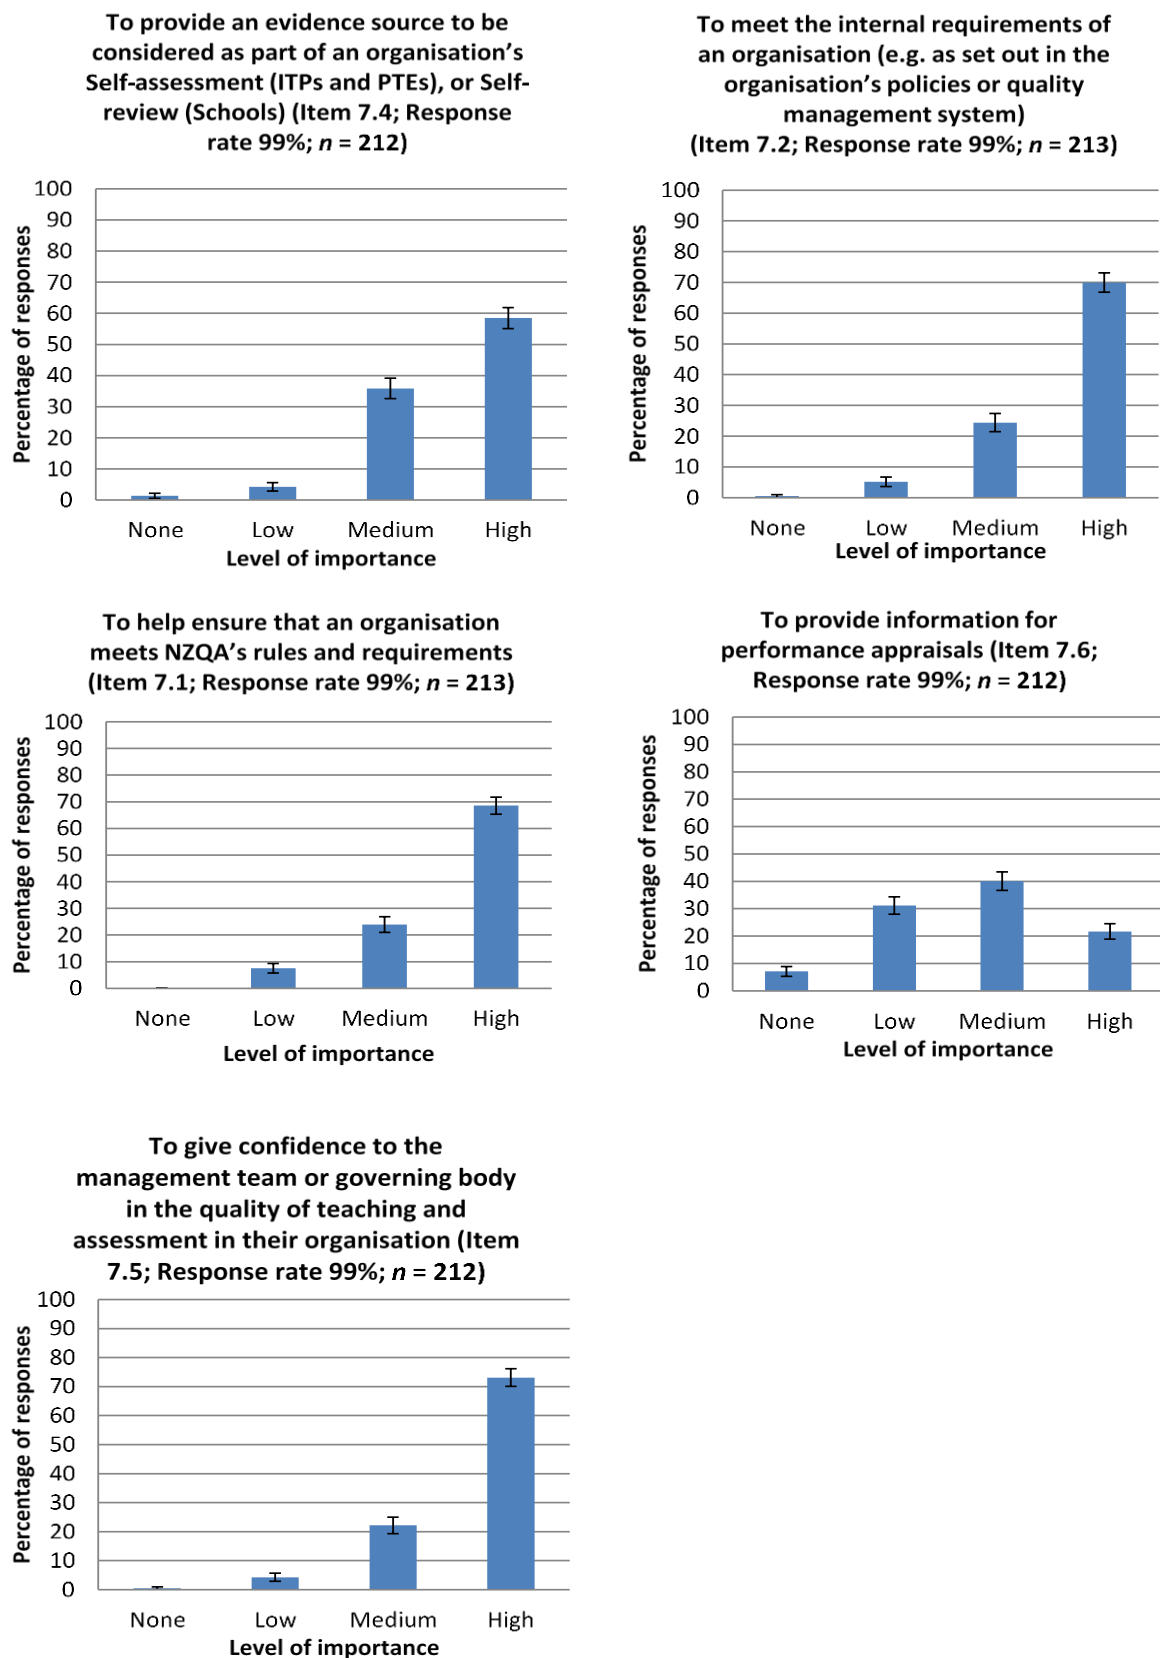 To provide an evidence source to be
considered as part of an organisation's
Self-assessment (ITPs and PTEs), or Self-
review (Schools) (Item 7.4; Response
rate 99%; n = 212)
100
90
80
70
60
50
40
30
20
10
0
Percentage of responses
None Low Medium High
Level of importance
To meet the internal requirements of
an organisation (e.g. as set out in the
organisation's policies or quality
management system)
(Item 7.2; Response rate 99%; n = 213)
100
90
80
70
60
50
40
30
20
10
0
Percentage of responses
None Low Medium High
Level of importance
To help ensure that an organisation
meets NZQA's rules and requirements
(Item 7.1; Response rate 99%; n = 213)
100
90
80
70
60
50
40
30
20
10
0
Percentage of responses
None Low Medium High
Level of importance
To provide information for
performance appraisals (Item 7.6;
Response rate 99%; n = 212)
100
90
80
70
60
50
40
30
20
10
0
Percentage of responses
None Low Medium High
Level of importance
To give confidence to the
management team or governing body
in the quality of teaching and
assessment in their organisation (Item
7.5; Response rate 99%; n = 212)
100
90
80
70
60
50
40
30
20
10
0
Percentage of responses
None Low Medium High
Level of importance